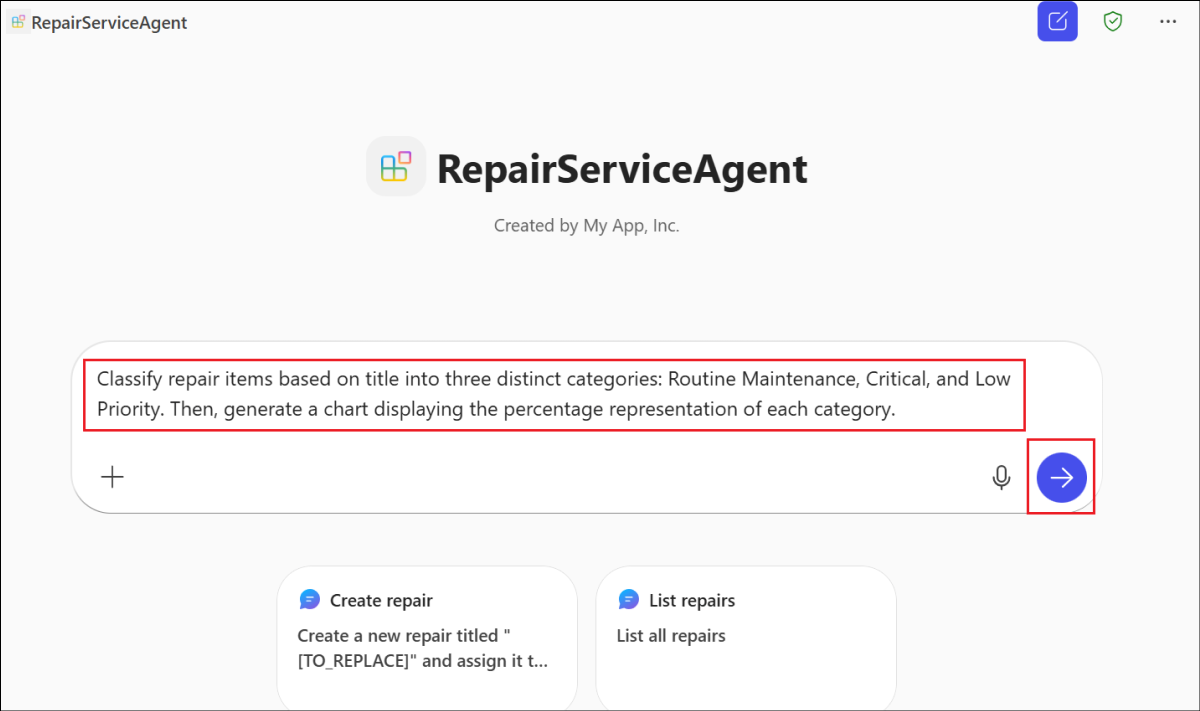 RepairServiceAgent
RepairServiceAgent
Created by My App, Inc.
Classify repair items based on title into three distinct categories: Routine Maintenance, Critical, and Low
Priority. Then, generate a chart displaying the percentage representation of each category.
Create repair
Create a new repair titled "
[TO_REPLACE]" and assign it t...
List repairs
List all repairs